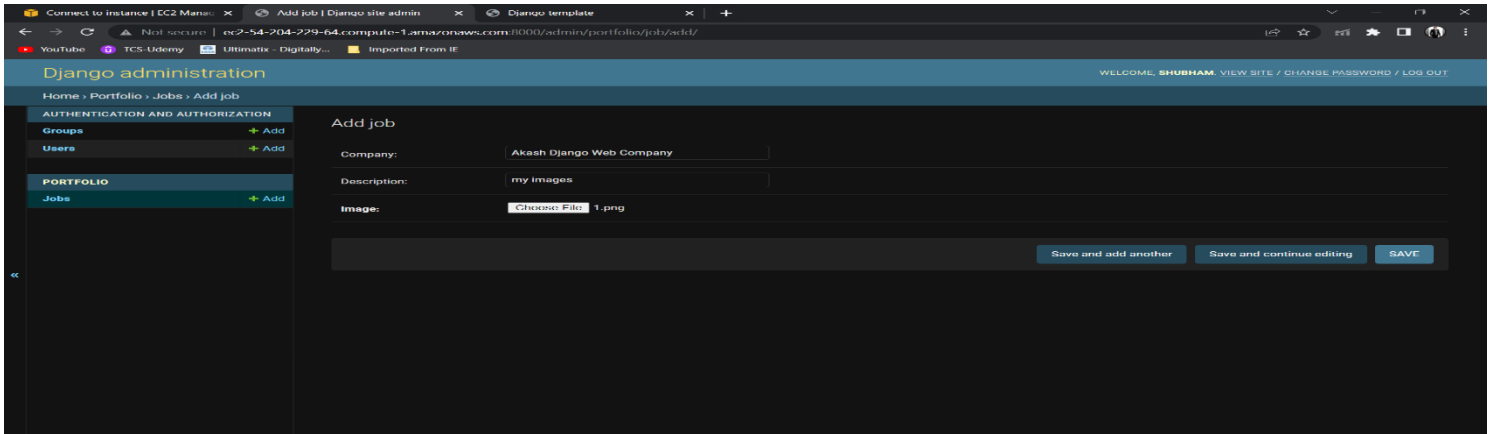 Connect to instance | EC2 Manag
Add job | Django site admin
Django template
Not secure | ec2-54-204-229-64.compute-1.amazonaws.com:8000/admin/portfolio/job/add/
YouTube TCS-Udemy Ultimatix - Digitally... Imported From IE
Django administration
WELCOME, SHUBHAM. VIEW SITE / CHANGE PASSWORD / LOG OUT
Home › Portfolio › Jobs › Add job
AUTHENTICATION AND AUTHORIZATION
Groups + Add
Users + Add
PORTFOLIO
Jobs + Add
Add job
Company: Akash Django Web Company
Description: my images
Image: Choose File 1.png
Save and add another Save and continue editing SAVE
«